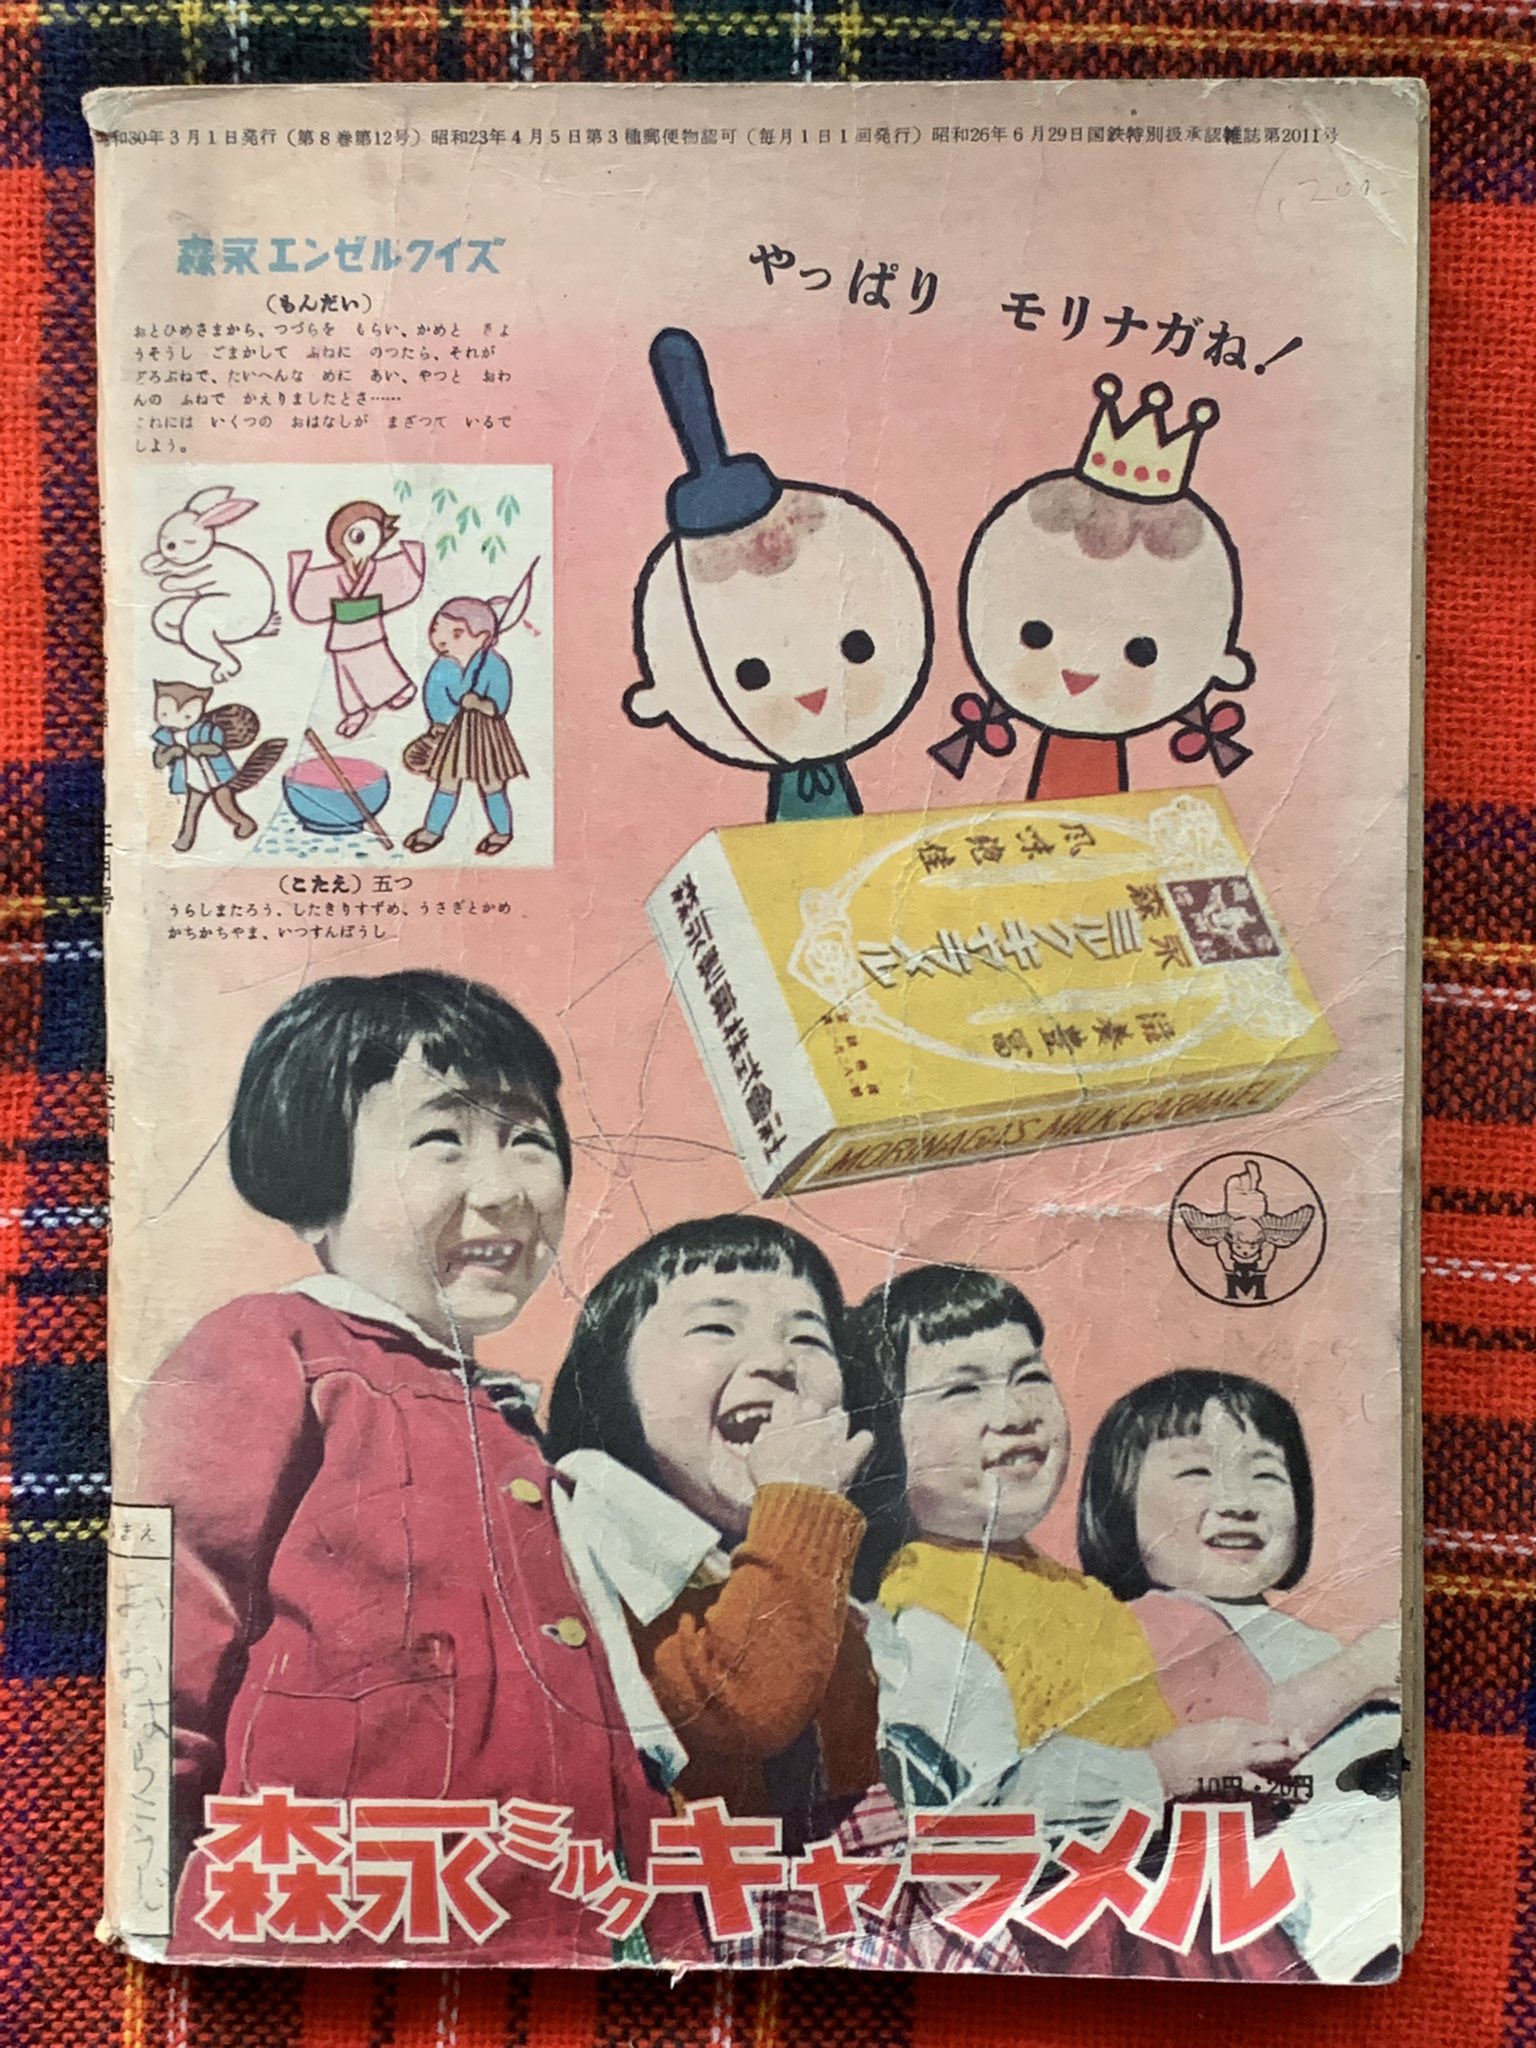 和30年3月1日発行（第8巻第12号）昭和23年4月5日第3種郵便物認可（毎月1日1回発行）昭和26年6月29日国鉄特別扱承認雑誌第2011号
200-
森永エンゼルクイズ
（もんだい）
おとひめさまから、つづらを もらい、かめと きょ
うそうし ごまかして ふねに のつたら、それが
どろぶねで、たいへんな めに あい、やつと おわ
んの ふねで かえりましたとさ……
これには いくつの おはなしが まざつて いるで
しよう。
（こたえ）五つ
うらしまたろう、したきりすずめ、うさぎとかめ
かちかちやま、いつすんぼうし
やっぱり モリナガね！
風味絶佳
森永
ミルクキャラメル
滋養豊富
森永製菓株式會社
MORINAGA'S MILK CARAMEL
M
10円・20円
森永ミルクキャラメル